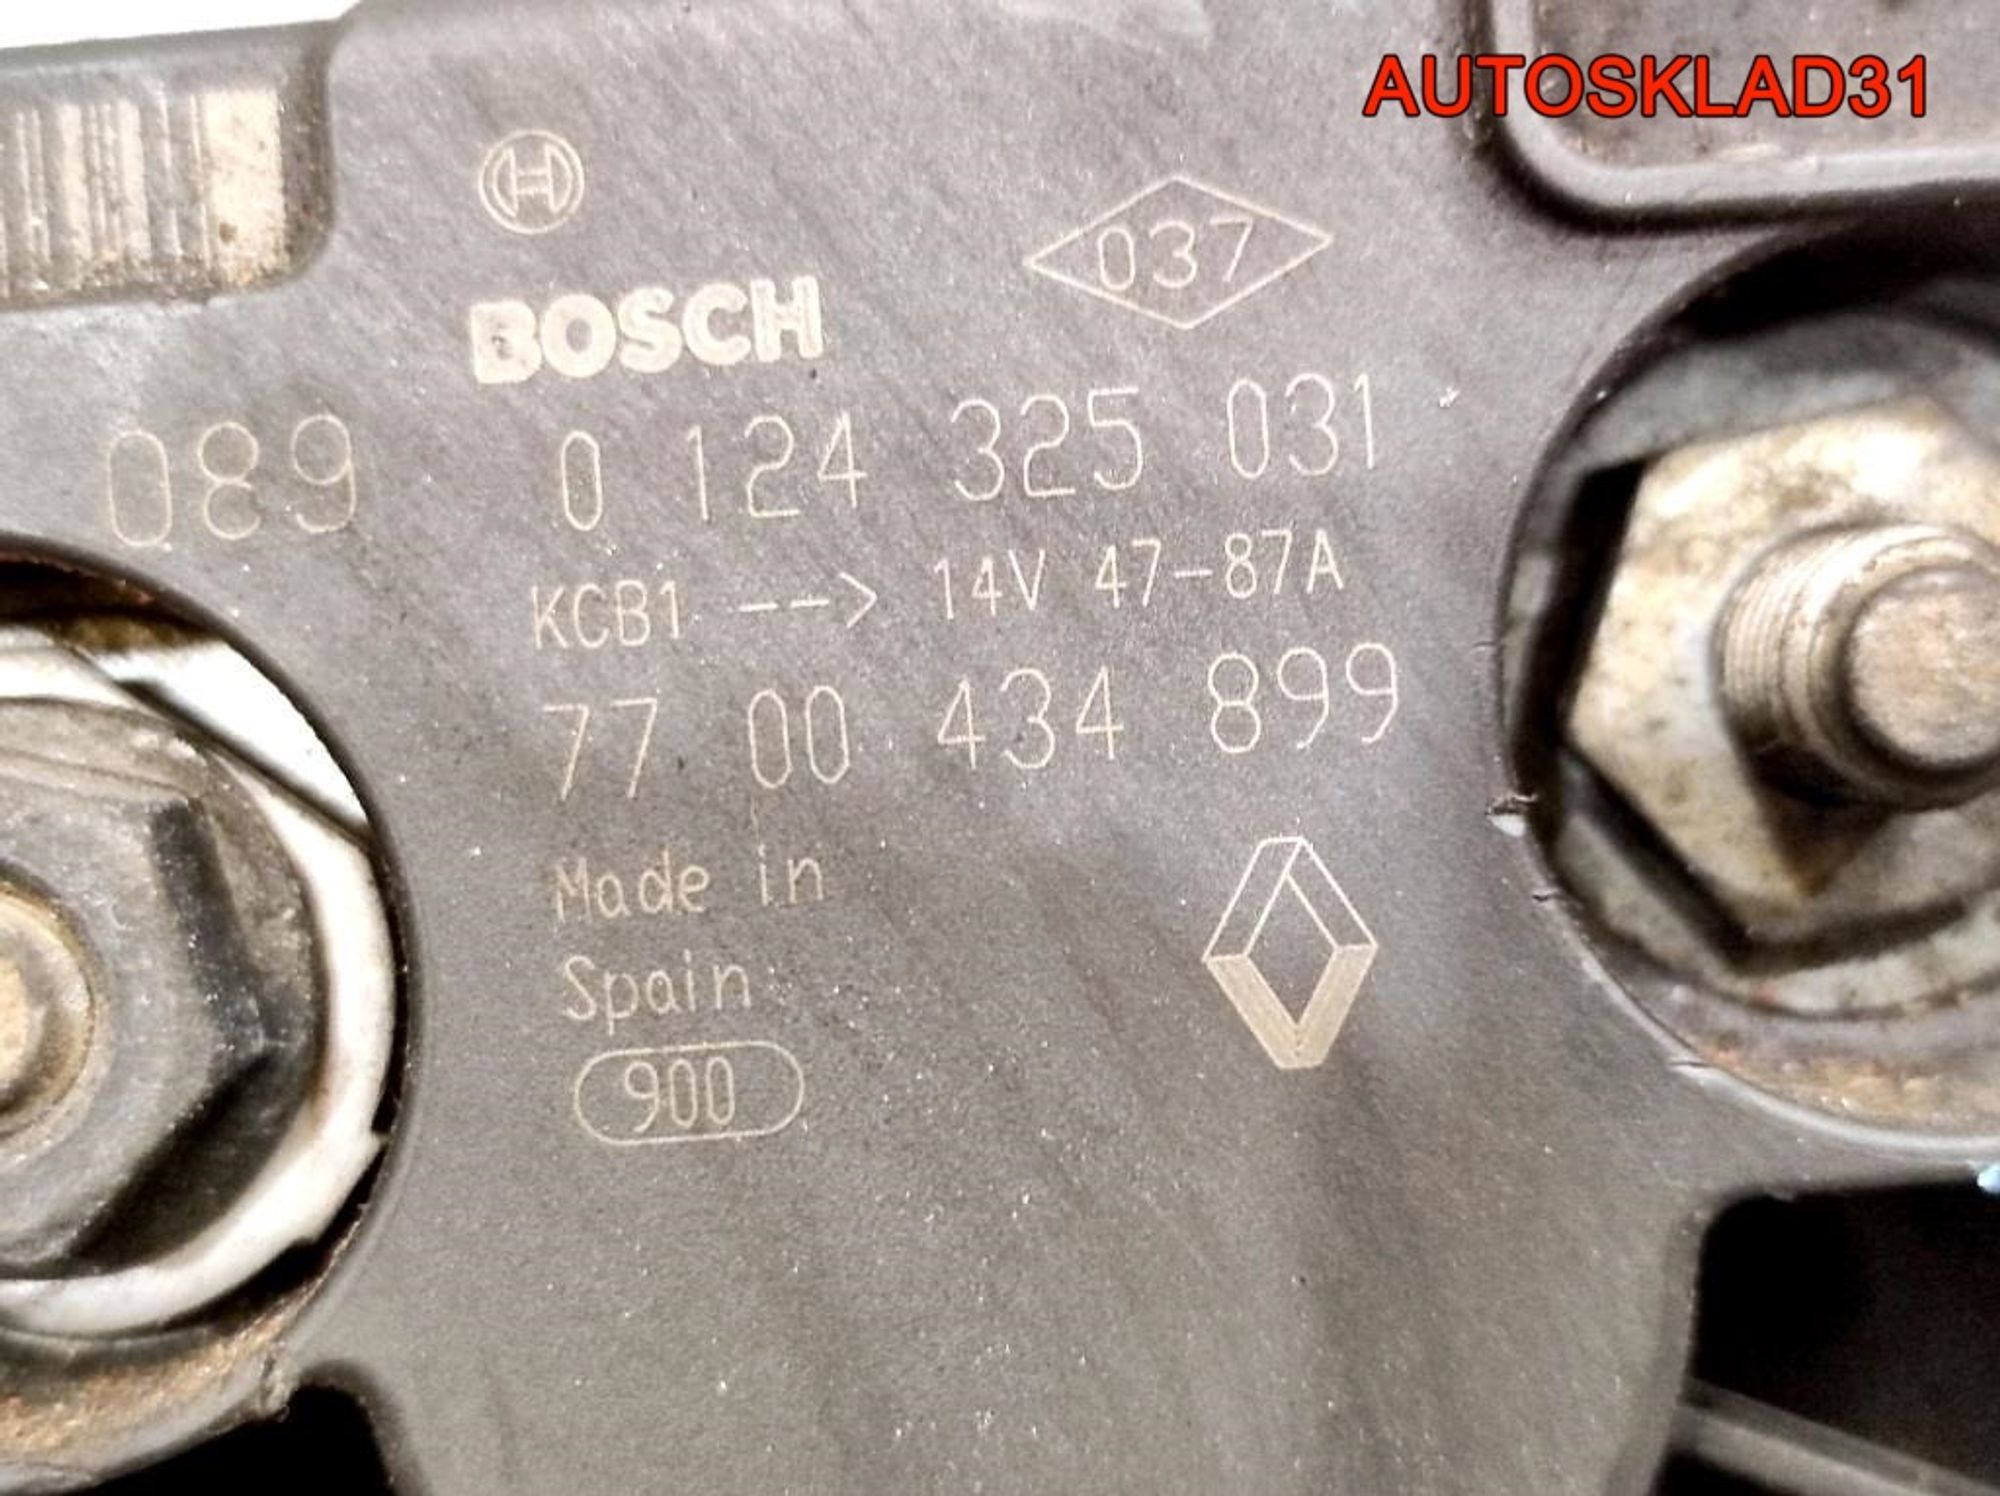 AUTOSKLAD31
BOSCH
037
089 0 124 325 031
KCB1 --> 14V 47-87A
77 00 434 899
Made in
Spain
900